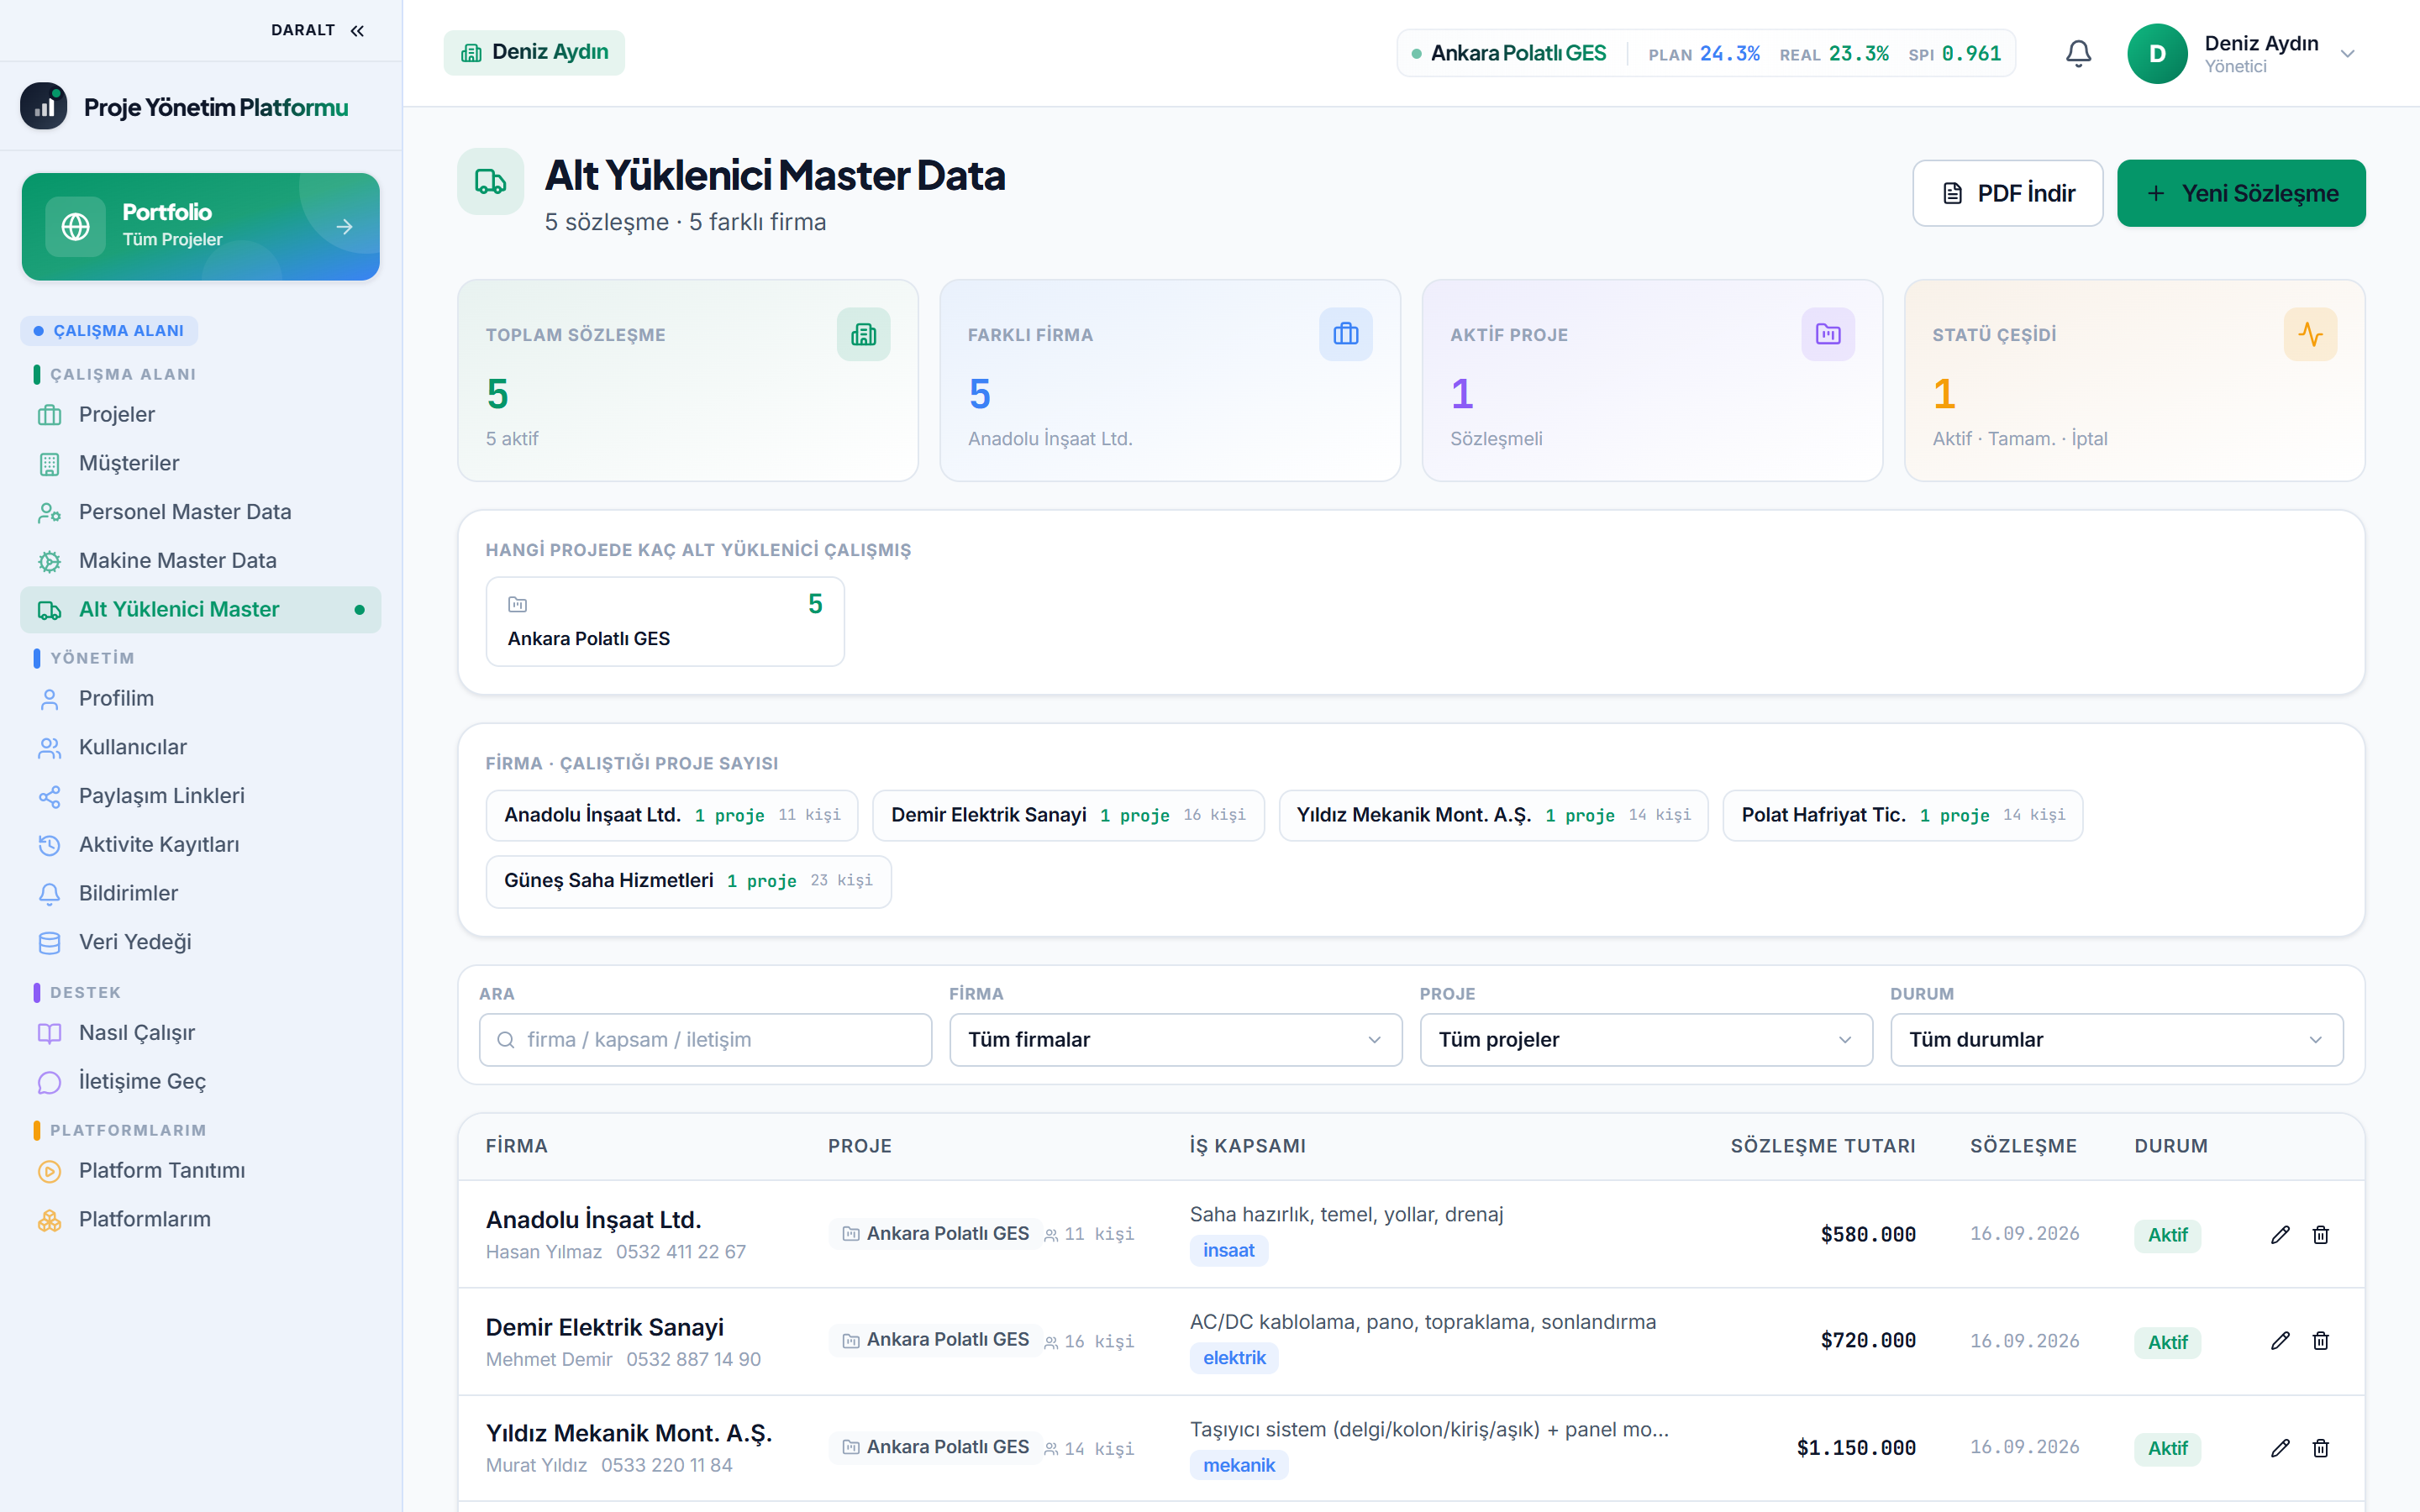 DARALT
Proje Yönetim Platformu
Portfolio
Tüm Projeler
ÇALIŞMA ALANI
ÇALIŞMA ALANI
Projeler
Müşteriler
Personel Master Data
Makine Master Data
Alt Yüklenici Master
YÖNETİM
Profilim
Kullanıcılar
Paylaşım Linkleri
Aktivite Kayıtları
Bildirimler
Veri Yedeği
DESTEK
Nasıl Çalışır
İletişime Geç
PLATFORMLARIM
Platform Tanıtımı
Platformlarım
Deniz Aydın
Ankara Polatlı GES PLAN 24.3% REAL 23.3% SPI 0.961
D
Deniz Aydın
Yönetici
Alt Yüklenici Master Data
5 sözleşme · 5 farklı firma
PDF İndir
Yeni Sözleşme
TOPLAM SÖZLEŞME
5
5 aktif
FARKLI FİRMA
5
Anadolu İnşaat Ltd.
AKTİF PROJE
1
Sözleşmeli
STATÜ ÇEŞİDİ
1
Aktif · Tamam. · İptal
HANGİ PROJEDE KAÇ ALT YÜKLENİCİ ÇALIŞMIŞ
5
Ankara Polatlı GES
FİRMA · ÇALIŞTIĞI PROJE SAYISI
Anadolu İnşaat Ltd. 1 proje 11 kişi
Demir Elektrik Sanayi 1 proje 16 kişi
Yıldız Mekanik Mont. A.Ş. 1 proje 14 kişi
Polat Hafriyat Tic. 1 proje 14 kişi
Güneş Saha Hizmetleri 1 proje 23 kişi
ARA
firma / kapsam / iletişim
FİRMA
Tüm firmalar
PROJE
Tüm projeler
DURUM
Tüm durumlar
FİRMA PROJE İŞ KAPSAMI SÖZLEŞME TUTARI SÖZLEŞME DURUM
Anadolu İnşaat Ltd.
Hasan Yılmaz 0532 411 22 67
Ankara Polatlı GES 11 kişi
Saha hazırlık, temel, yollar, drenaj
insaat
$580.000
16.09.2026
Aktif
Demir Elektrik Sanayi
Mehmet Demir 0532 887 14 90
Ankara Polatlı GES 16 kişi
AC/DC kablolama, pano, topraklama, sonlandırma
elektrik
$720.000
16.09.2026
Aktif
Yıldız Mekanik Mont. A.Ş.
Murat Yıldız 0533 220 11 84
Ankara Polatlı GES 14 kişi
Taşıyıcı sistem (delgi/kolon/kiriş/aşık) + panel mo...
mekanik
$1.150.000
16.09.2026
Aktif